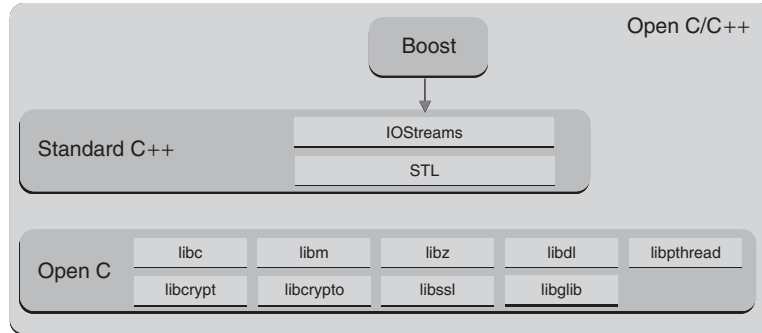 Open C/C++
Boost
Standard C++
IOStreams
STL
Open C
libc
libm
libz
libdl
libpthread
libcrypt
libcrypto
libssl
libglib